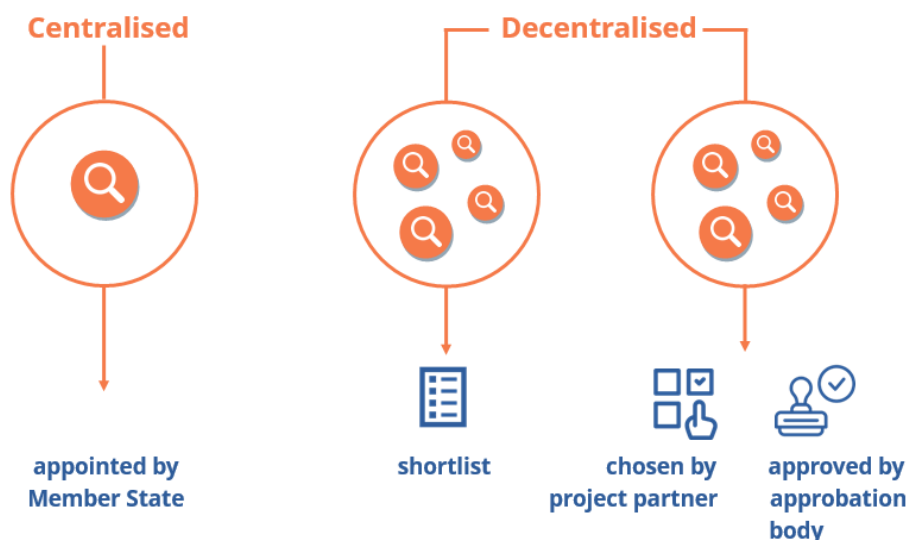 Centralised
Decentralised
appointed by
Member State
shortlist
chosen by
project partner
approved by
approbation
body